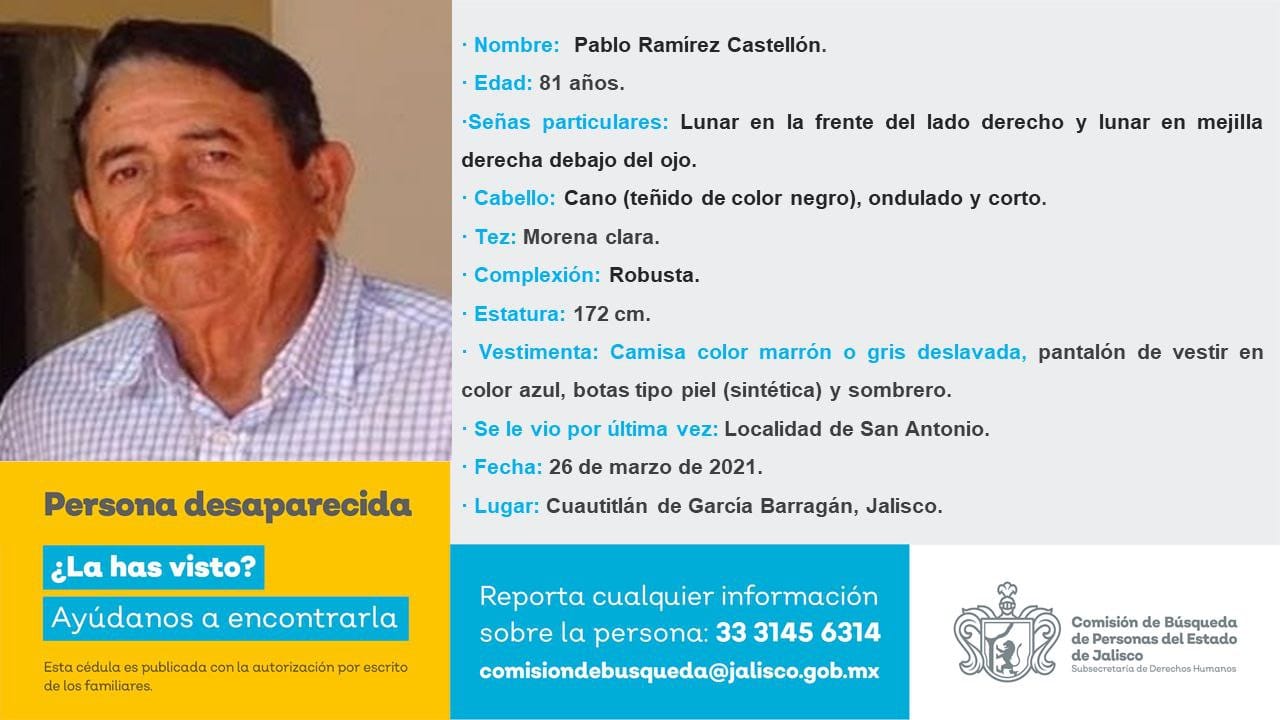 · Nombre: Pablo Ramírez Castellón.
· Edad: 81 años.
·Señas particulares: Lunar en la frente del lado derecho y lunar en mejilla
derecha debajo del ojo.
· Cabello: Cano (teñido de color negro), ondulado y corto.
· Tez: Morena clara.
· Complexión: Robusta.
· Estatura: 172 cm.
· Vestimenta: Camisa color marrón o gris deslavada, pantalón de vestir en
color azul, botas tipo piel (sintética) y sombrero.
· Se le vio por última vez: Localidad de San Antonio.
· Fecha: 26 de marzo de 2021.
· Lugar: Cuautitlán de García Barragán, Jalisco.
Persona desaparecida
¿La has visto?
Ayúdanos a encontrarla
Esta cédula es publicada con la autorización por escrito
de los familiares.
Reporta cualquier información
sobre la persona: 33 3145 6314
comisiondebusqueda@jalisco.gob.mx
Comisión de Búsqueda
de Personas del Estado
de Jalisco
Subsecretaría de Derechos Humanos